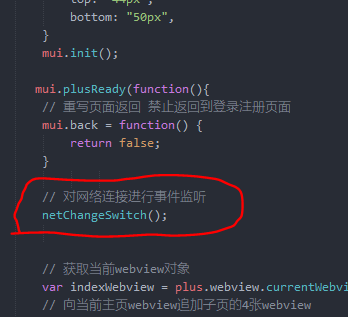 top: "44px",
bottom: "50px",
}
mui.init();
mui.plusReady(function(){
// 重写页面返回 禁止返回到登录注册页面
mui.back = function() {
return false;
}
// 对网络连接进行事件监听
netChangeSwitch();
// 获取当前webview对象
var indexWebview = plus.webview.currentWebv
// 向当前主页webview追加子页的4张webview